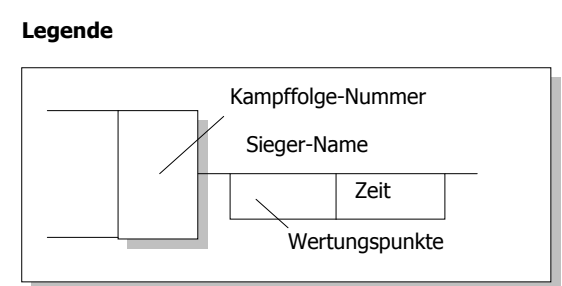 Legende
Kampffolge-Nummer
Sieger-Name
Zeit
Wertungspunkte